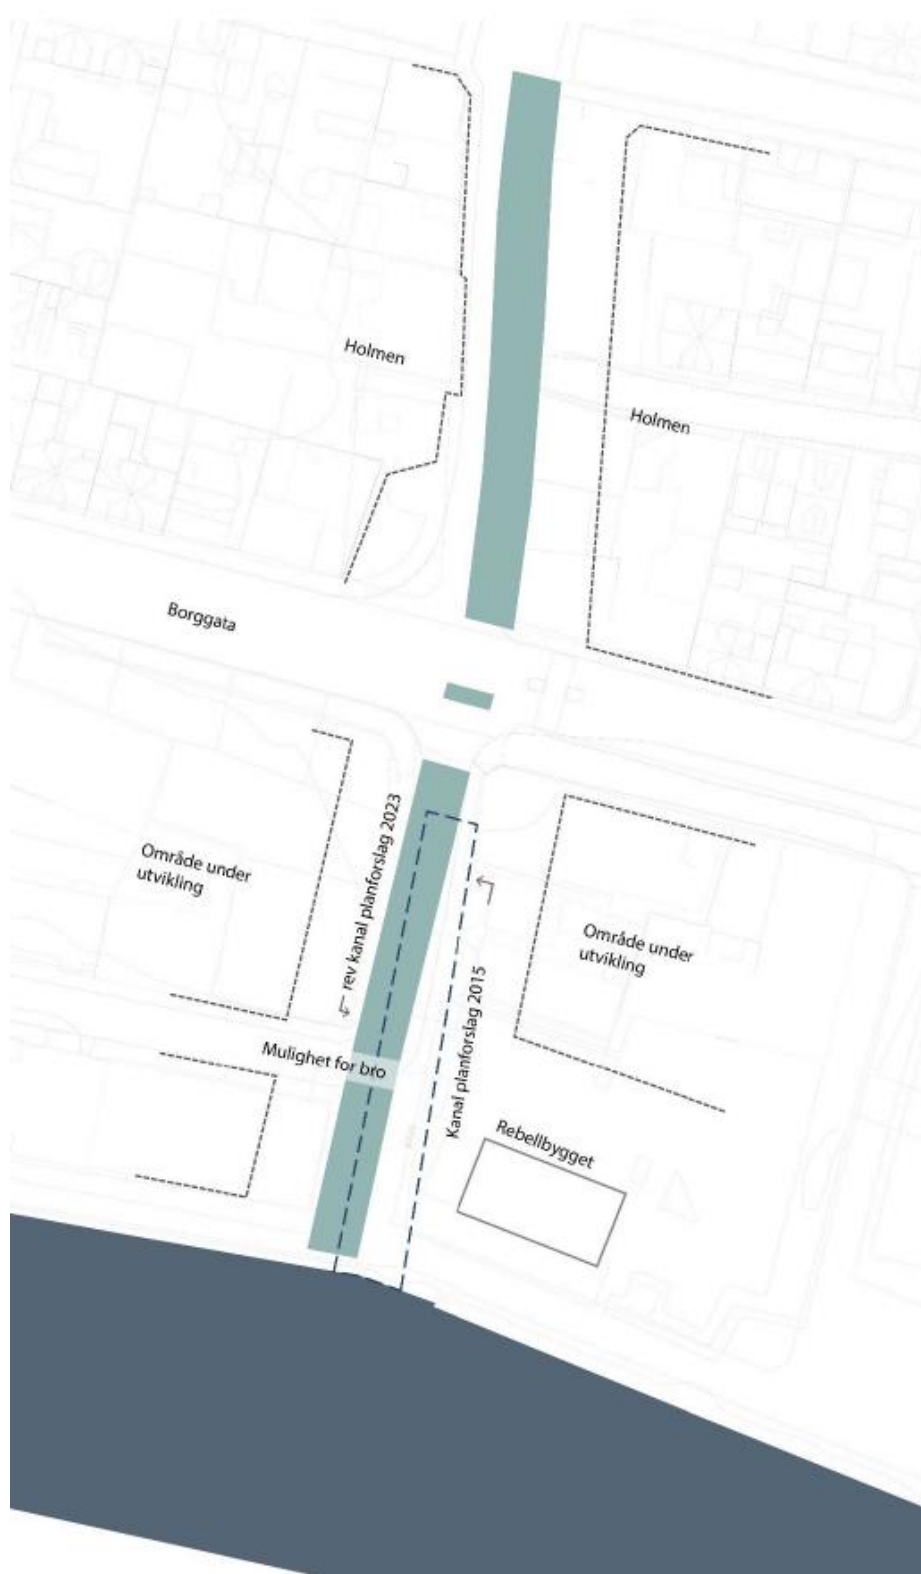 Holmen
Holmen
Borggata
rev kanal planforslag 2023
Område under
utvikling
Område under
utvikling
Kanal planforslag 2015
Mulighet for bro
Rebellbygget